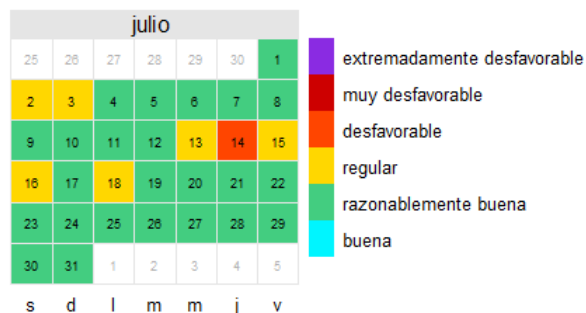 julio
25 26 27 28 29 30 1
2 3 4 5 6 7 8
9 10 11 12 13 14 15
16 17 18 19 20 21 22
23 24 25 26 27 28 29
30 31 1 2 3 4 5
s d l m m j v
extremadamente desfavorable
muy desfavorable
desfavorable
regular
razonablemente buena
buena